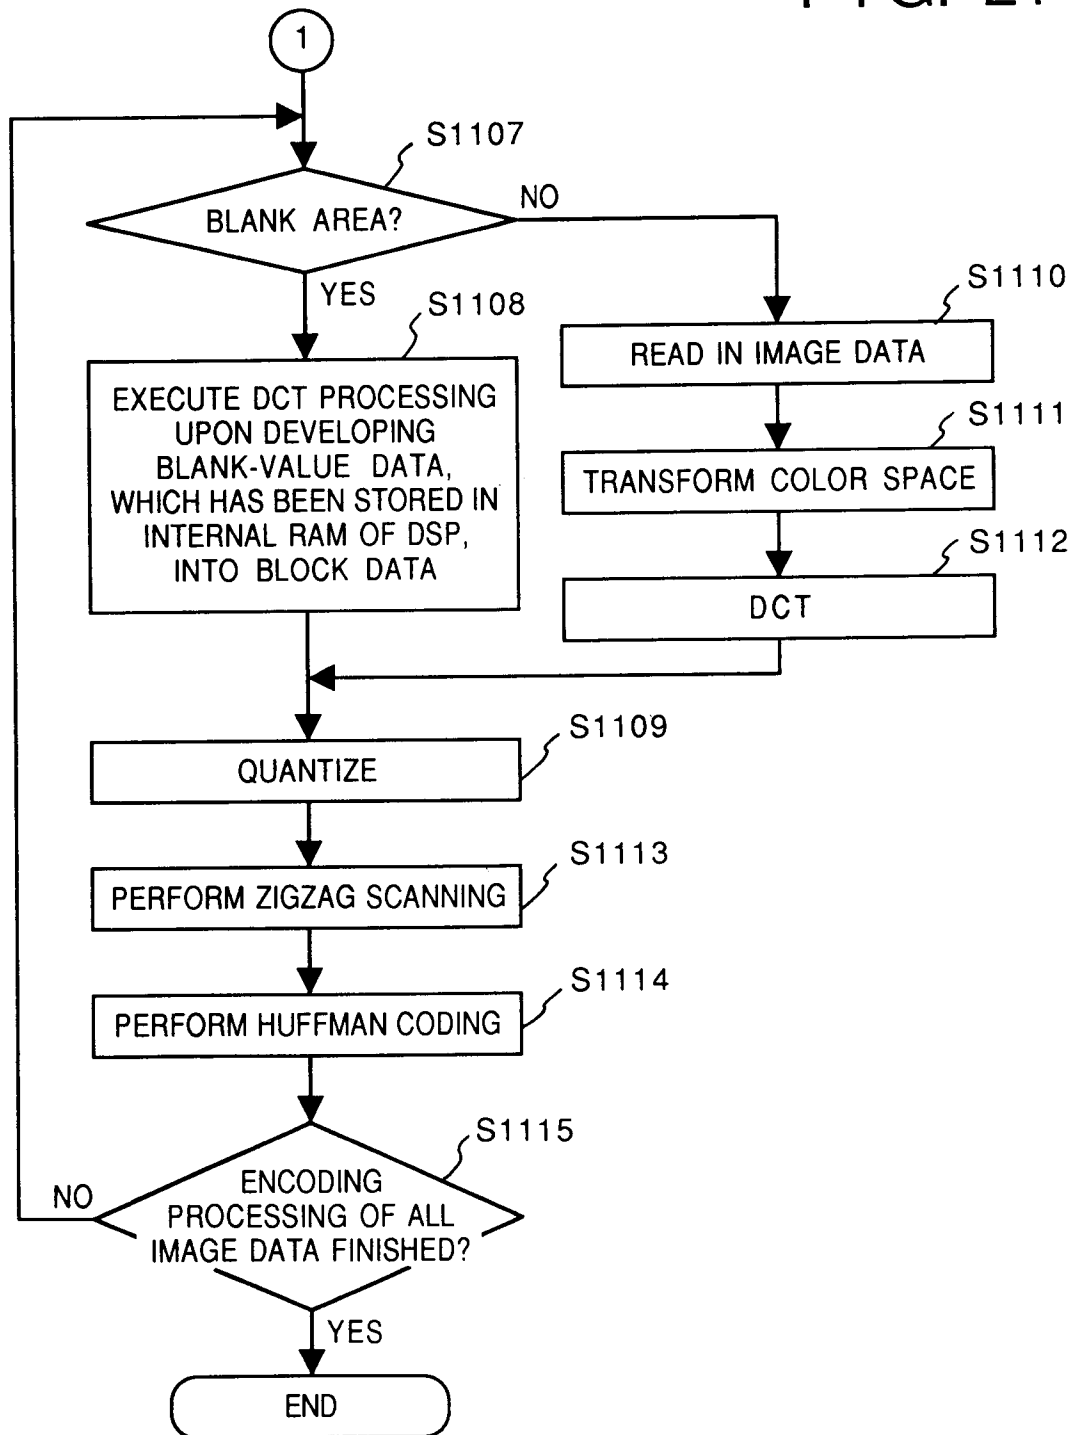 1
S1107
BLANK AREA?
NO
YES
S1108
EXECUTE DCT PROCESSING
UPON DEVELOPING
BLANK-VALUE DATA,
WHICH HAS BEEN STORED IN
INTERNAL RAM OF DSP,
INTO BLOCK DATA
S1110
READ IN IMAGE DATA
S1111
TRANSFORM COLOR SPACE
S1112
DCT
S1109
QUANTIZE
S1113
PERFORM ZIGZAG SCANNING
S1114
PERFORM HUFFMAN CODING
S1115
ENCODING
PROCESSING OF ALL
IMAGE DATA FINISHED?
NO
YES
END